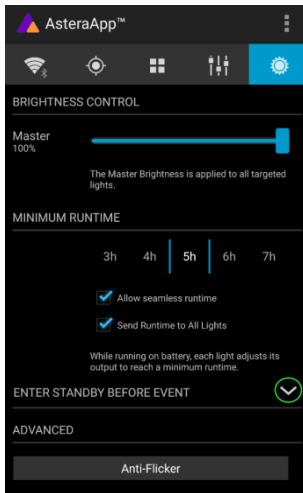 AsteraApp™
BRIGHTNESS CONTROL
Master
100%
The Master Brightness is applied to all targeted
lights.
MINIMUM RUNTIME
3h 4h 5h 6h 7h
Allow seamless runtime
Send Runtime to All Lights
While running on battery, each light adjusts its
output to reach a minimum runtime.
ENTER STANDBY BEFORE EVENT
ADVANCED
Anti-Flicker